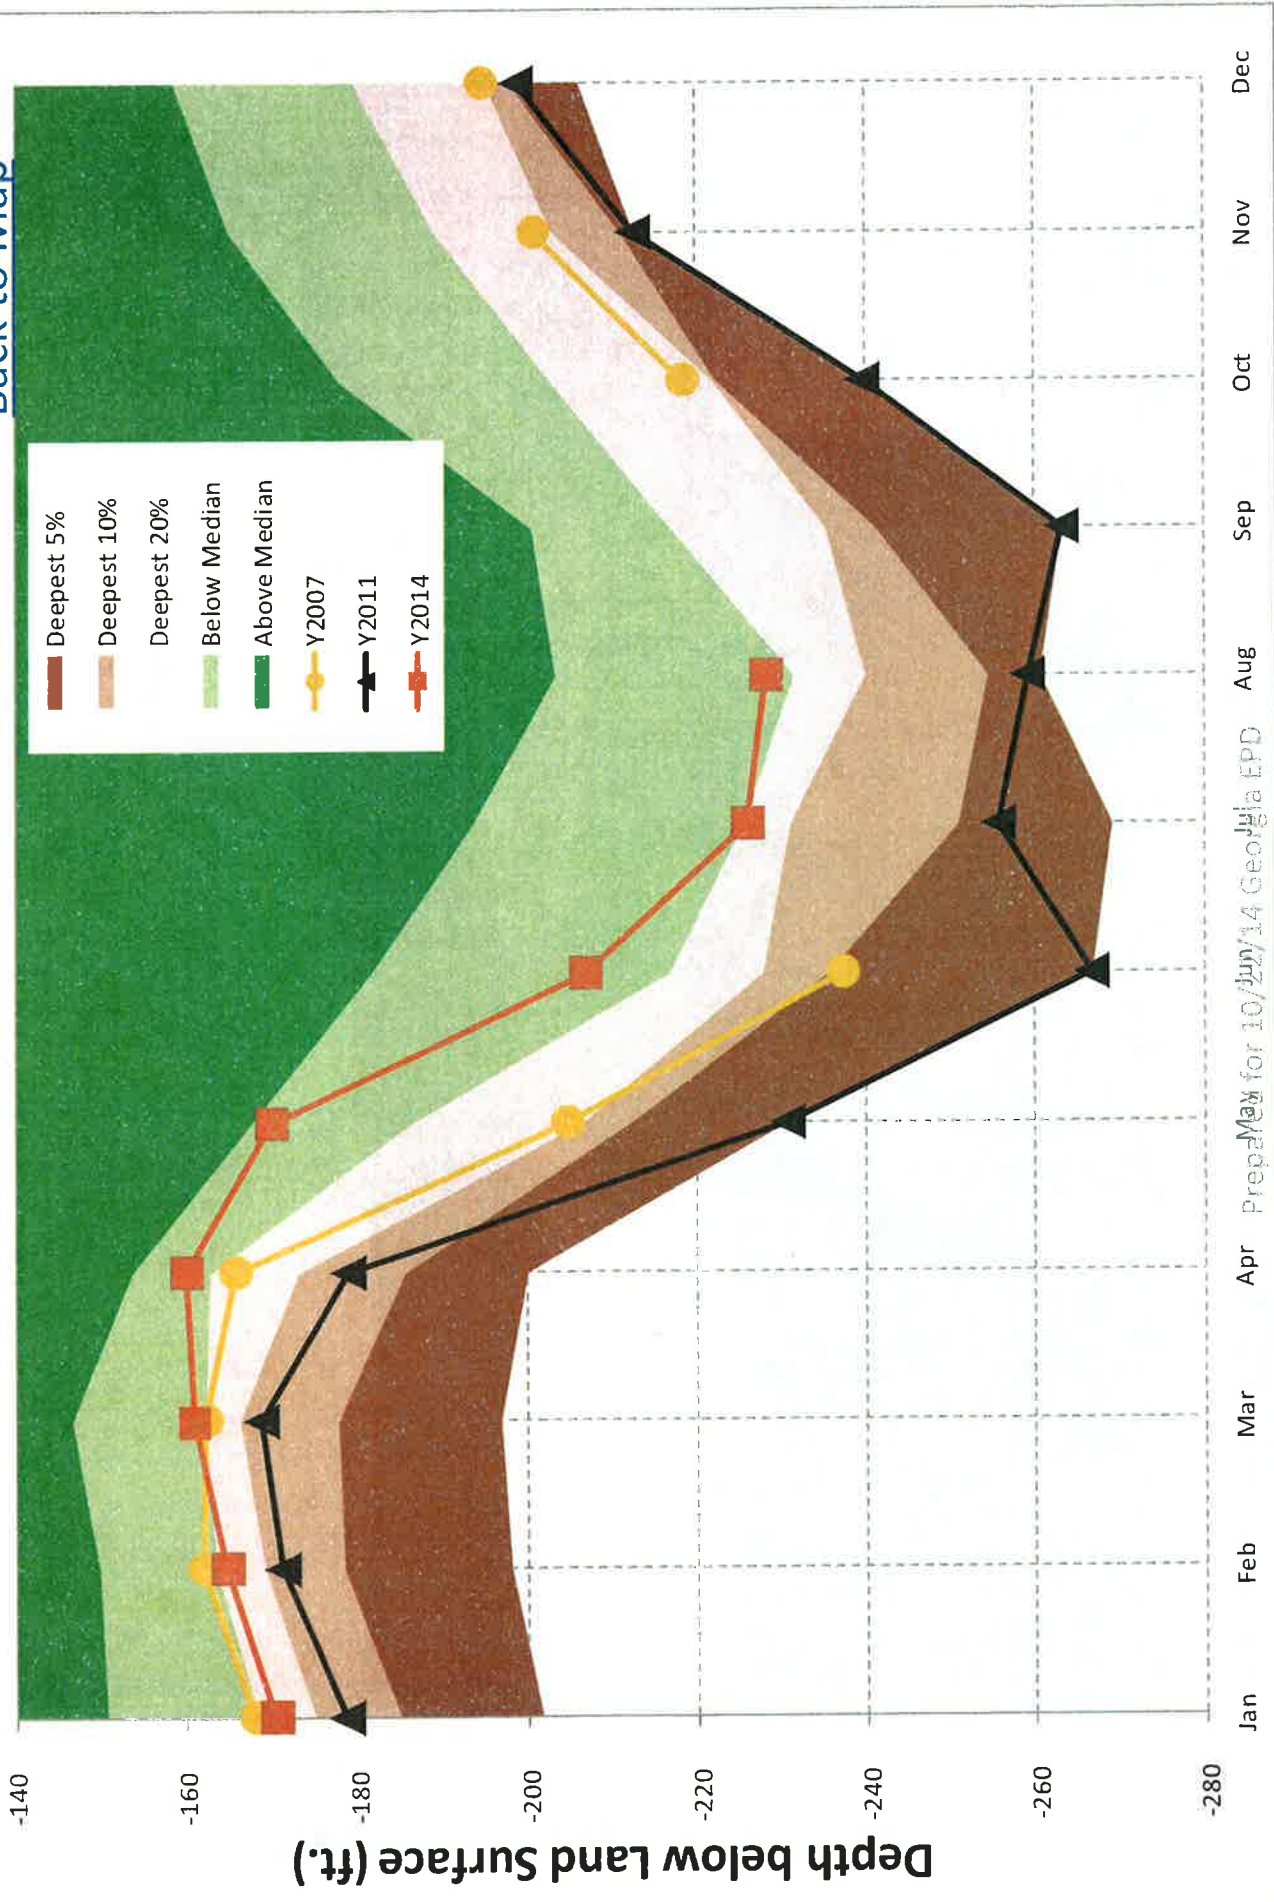 Back to Map
Deepest 5%
Deepest 10%
Deepest 20%
Below Median
Above Median
Y2007
Y2011
Y2014
Depth below Land Surface (ft.)
-140
-160
-180
-200
-220
-240
-260
-280
Jan
Feb
Mar
Apr
May
Jun
Jul
Aug
Sep
Oct
Nov
Dec
Prepared for 10/22/14 Georgia EPD